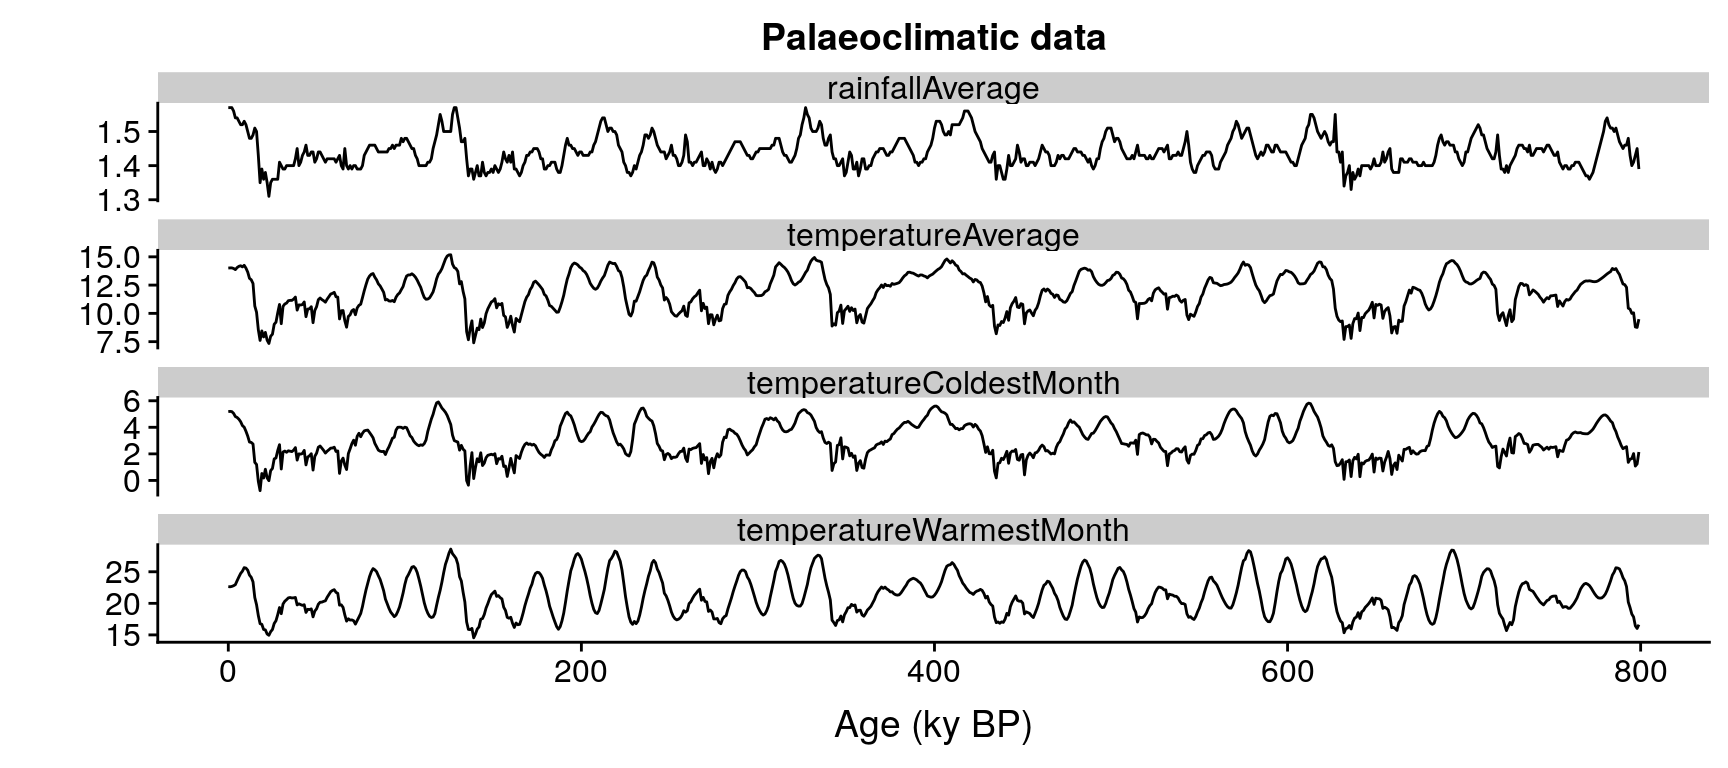 Palaeoclimatic data
rainfallAverage
1.5
1.4
1.3
temperatureAverage
15.0
12.5
10.0
7.5
temperatureColdestMonth
6
4
2
0
temperatureWarmestMonth
25
20
15
0 200 400 600 800
Age (ky BP)